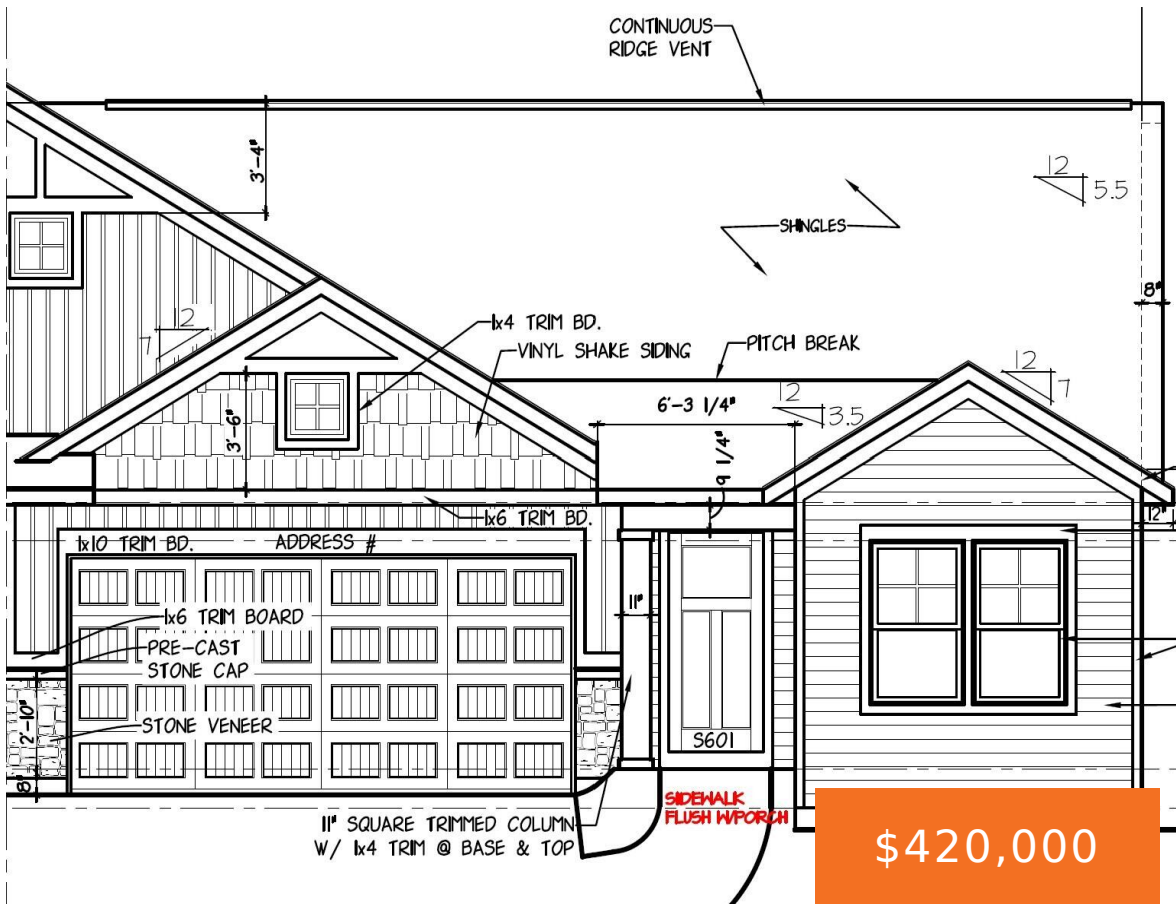 CONTINUOUS
RIDGE VENT
3'-4"
12
5.5
SHINGLES
8"
12
7
1x4 TRIM BD.
VINYL SHAKE SIDING
PITCH BREAK
12
7
6'-3 1/4"
12
3.5
3'-6"
9 1/4"
1x6 TRIM BD.
12"
1x10 TRIM BD.
ADDRESS #
11"
1x6 TRIM BOARD
PRE-CAST
STONE CAP
2'-10"
STONE VENEER
S601
8"
SIDEWALK
FLUSH W/PORCH
11" SQUARE TRIMMED COLUMN
W/ 1x4 TRIM @ BASE & TOP
$420,000